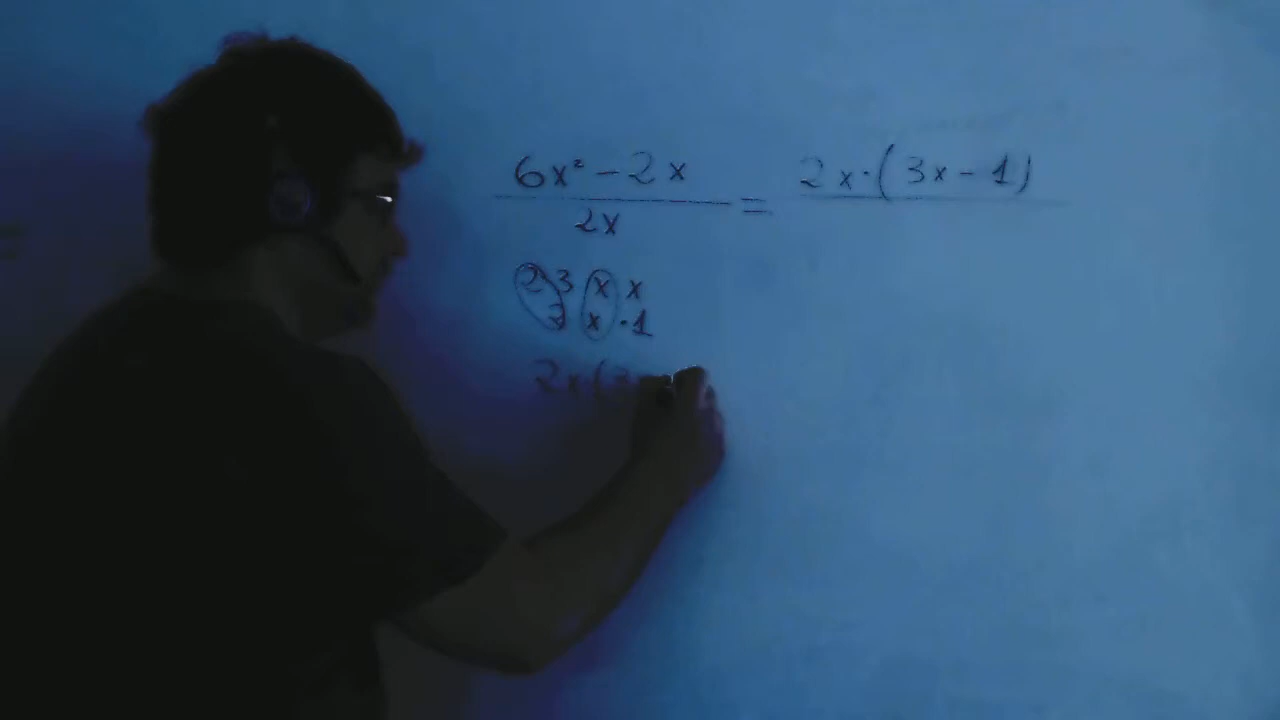 6x² - 2x / 2x = 2x·(3x - 1)
2 3 x x
2 x · 1
2x(3